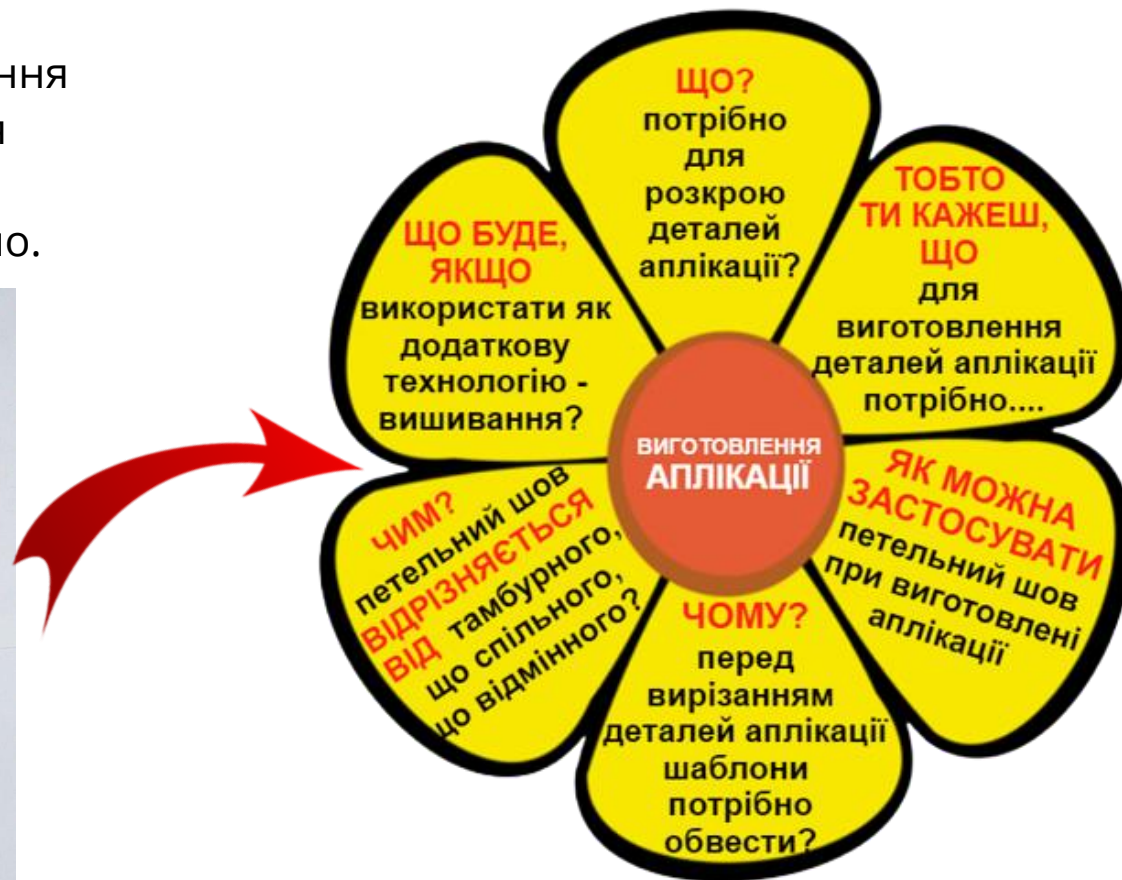 ння
ю.
ЩО?
потрібно
для
розкрою
деталей
аплікації?
ТОБТО
ТИ КАЖЕШ,
ЩО
для
виготовлення
деталей аплікації
потрібно....
ЯК МОЖНА
ЗАСТОСУВАТИ
петельний шов
при виготовлені
аплікації
ЧОМУ?
перед
вирізанням
деталей аплікації
шаблони
потрібно
обвести?
ЧИМ?
петельний шов
ВІДРІЗНЯЄТЬСЯ
ВІД тамбурного,
що спільного,
що відмінного?
ЩО БУДЕ,
ЯКЩО
використати як
додаткову
технологію -
вишивання?
ВИГОТОВЛЕННЯ
АПЛІКАЦІЇ